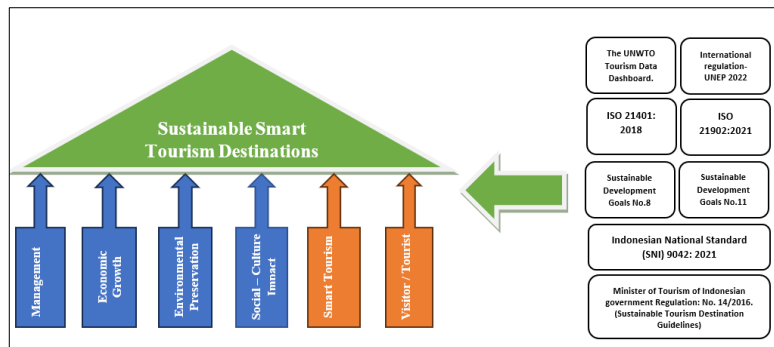 Sustainable Smart
Tourism Destinations
Management
Economic
Growth
Environmental
Preservation
Social – Culture
Impact
Smart Tourism
Visitor / Tourist
The UNWTO
Tourism Data
Dashboard.
International
regulation-
UNEP 2022
ISO 21401:
2018
ISO
21902:2021
Sustainable
Development
Goals No.8
Sustainable
Development
Goals No.11
Indonesian National Standard
(SNI) 9042: 2021
Minister of Tourism of Indonesian
government Regulation: No. 14/2016.
(Sustainable Tourism Destination
Guidelines)